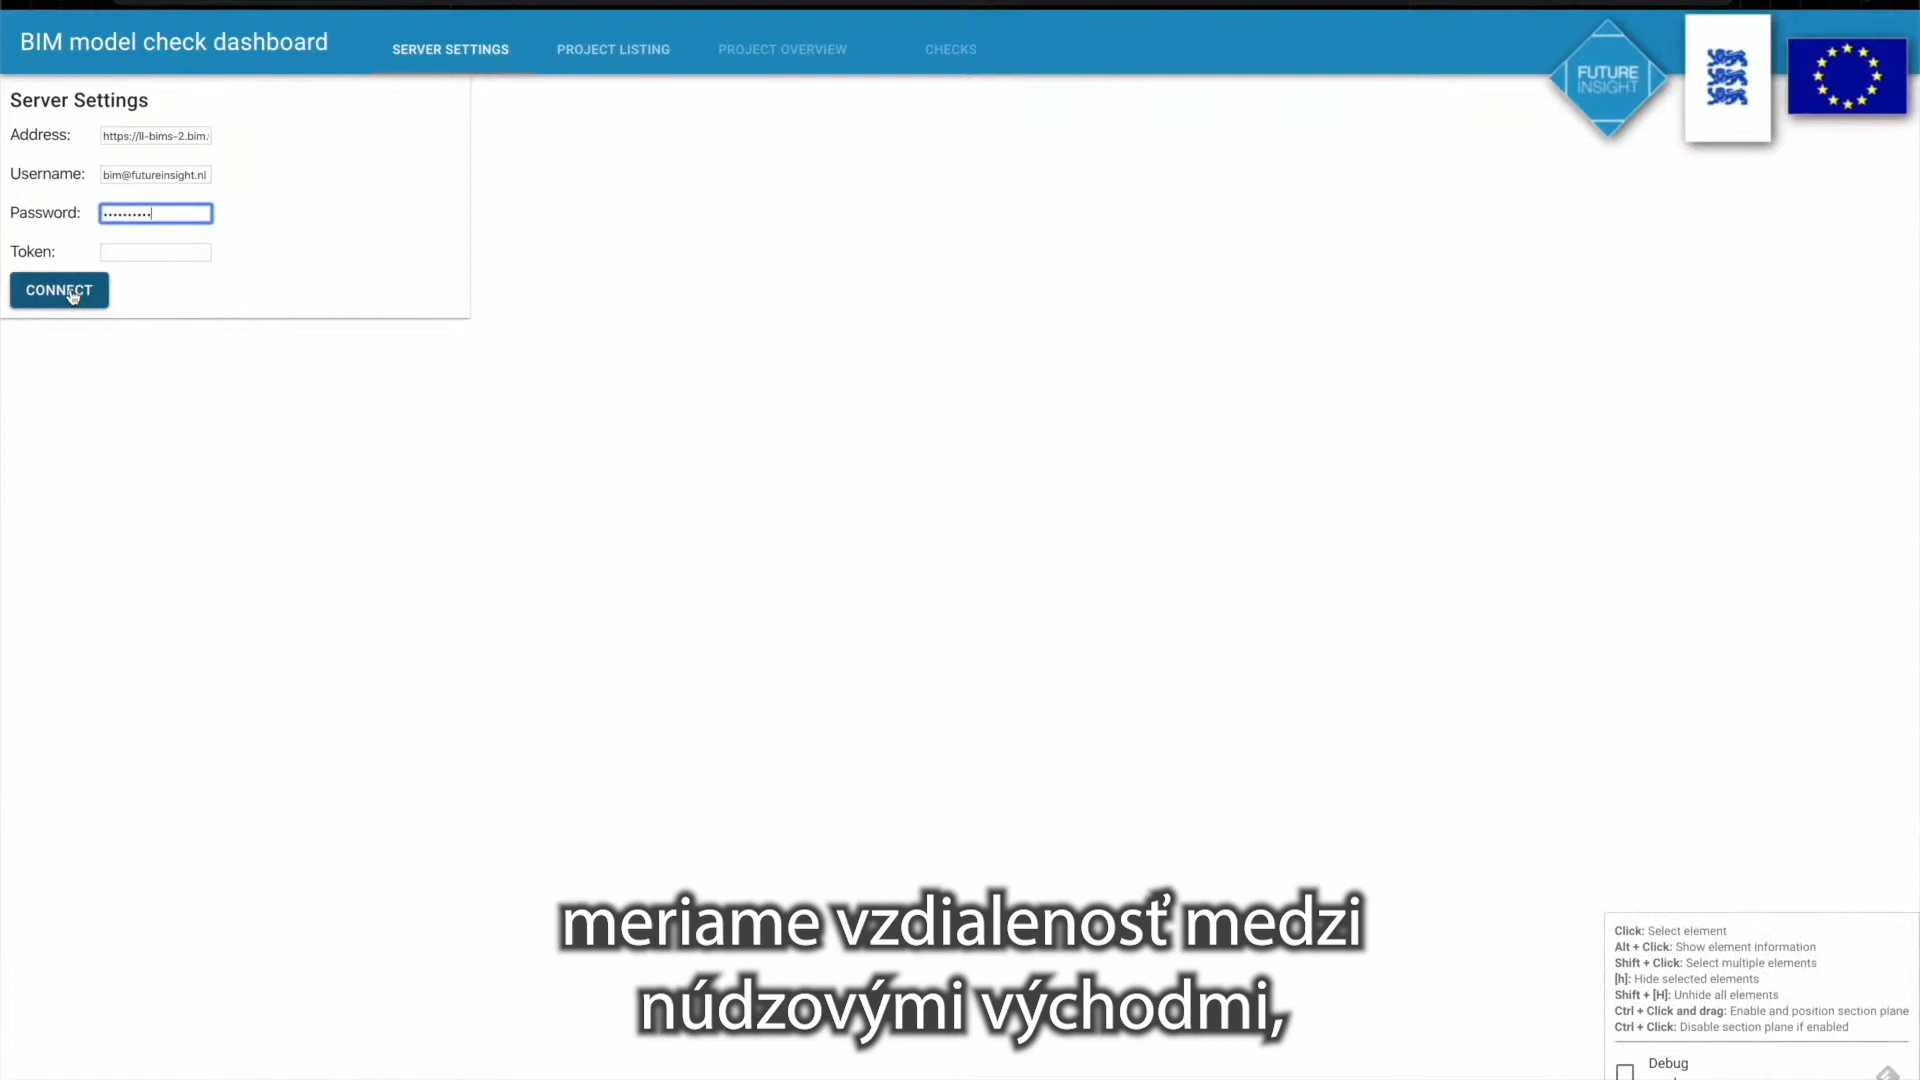 BIM model check dashboard
SERVER SETTINGS
PROJECT LISTING
PROJECT OVERVIEW
CHECKS
FUTURE
INSIGHT
Server Settings
Address:
https://ll-bims-2.bim.
Username:
bim@futureinsight.nl
Password:
Token:
CONNECT
meriame vzdialenosť medzi
núdzovými východmi,
Click: Select element
Alt + Click: Show element information
Shift + Click: Select multiple elements
[h]: Hide selected elements
Shift + [H]: Unhide all elements
Ctrl + Click and drag: Enable and position section plane
Ctrl + Click: Disable section plane if enabled
Debug